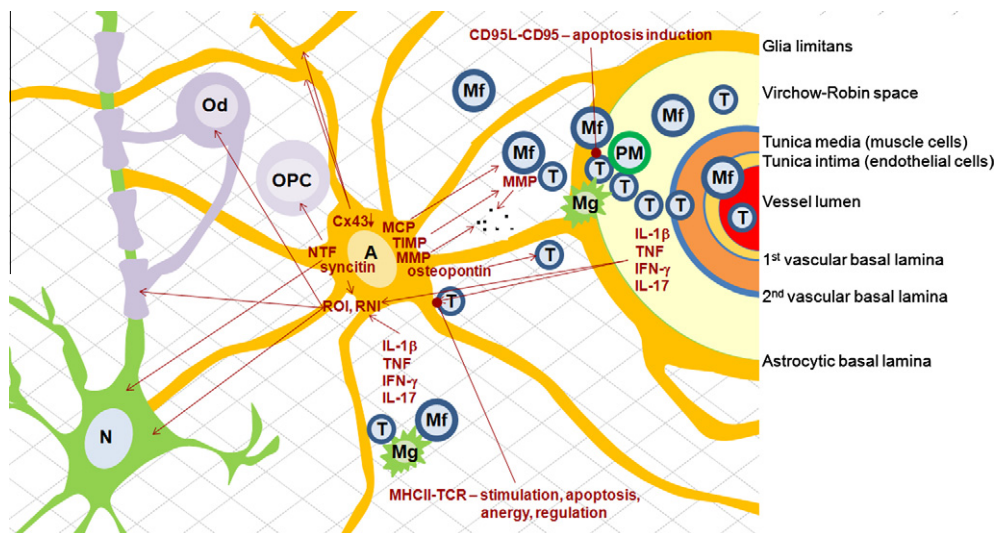 CD95L-CD95 – apoptosis induction
Glia limitans
Virchow-Robin space
Tunica media (muscle cells)
Tunica intima (endothelial cells)
Vessel lumen
1st vascular basal lamina
2nd vascular basal lamina
Astrocytic basal lamina
Od
OPC
Mf
Mf
T
MMP
Mf
PM
T
T
Mg
Mf
T
T
T
Mf
T
Cx43
MCP
TIMP
MMP
A
NTF
syncitin
osteopontin
T
ROI, RNI
T
IL-1β
TNF
IFN-γ
IL-17
IL-1β
TNF
IFN-γ
IL-17
N
T
Mf
Mg
MHCII-TCR – stimulation, apoptosis,
anergy, regulation